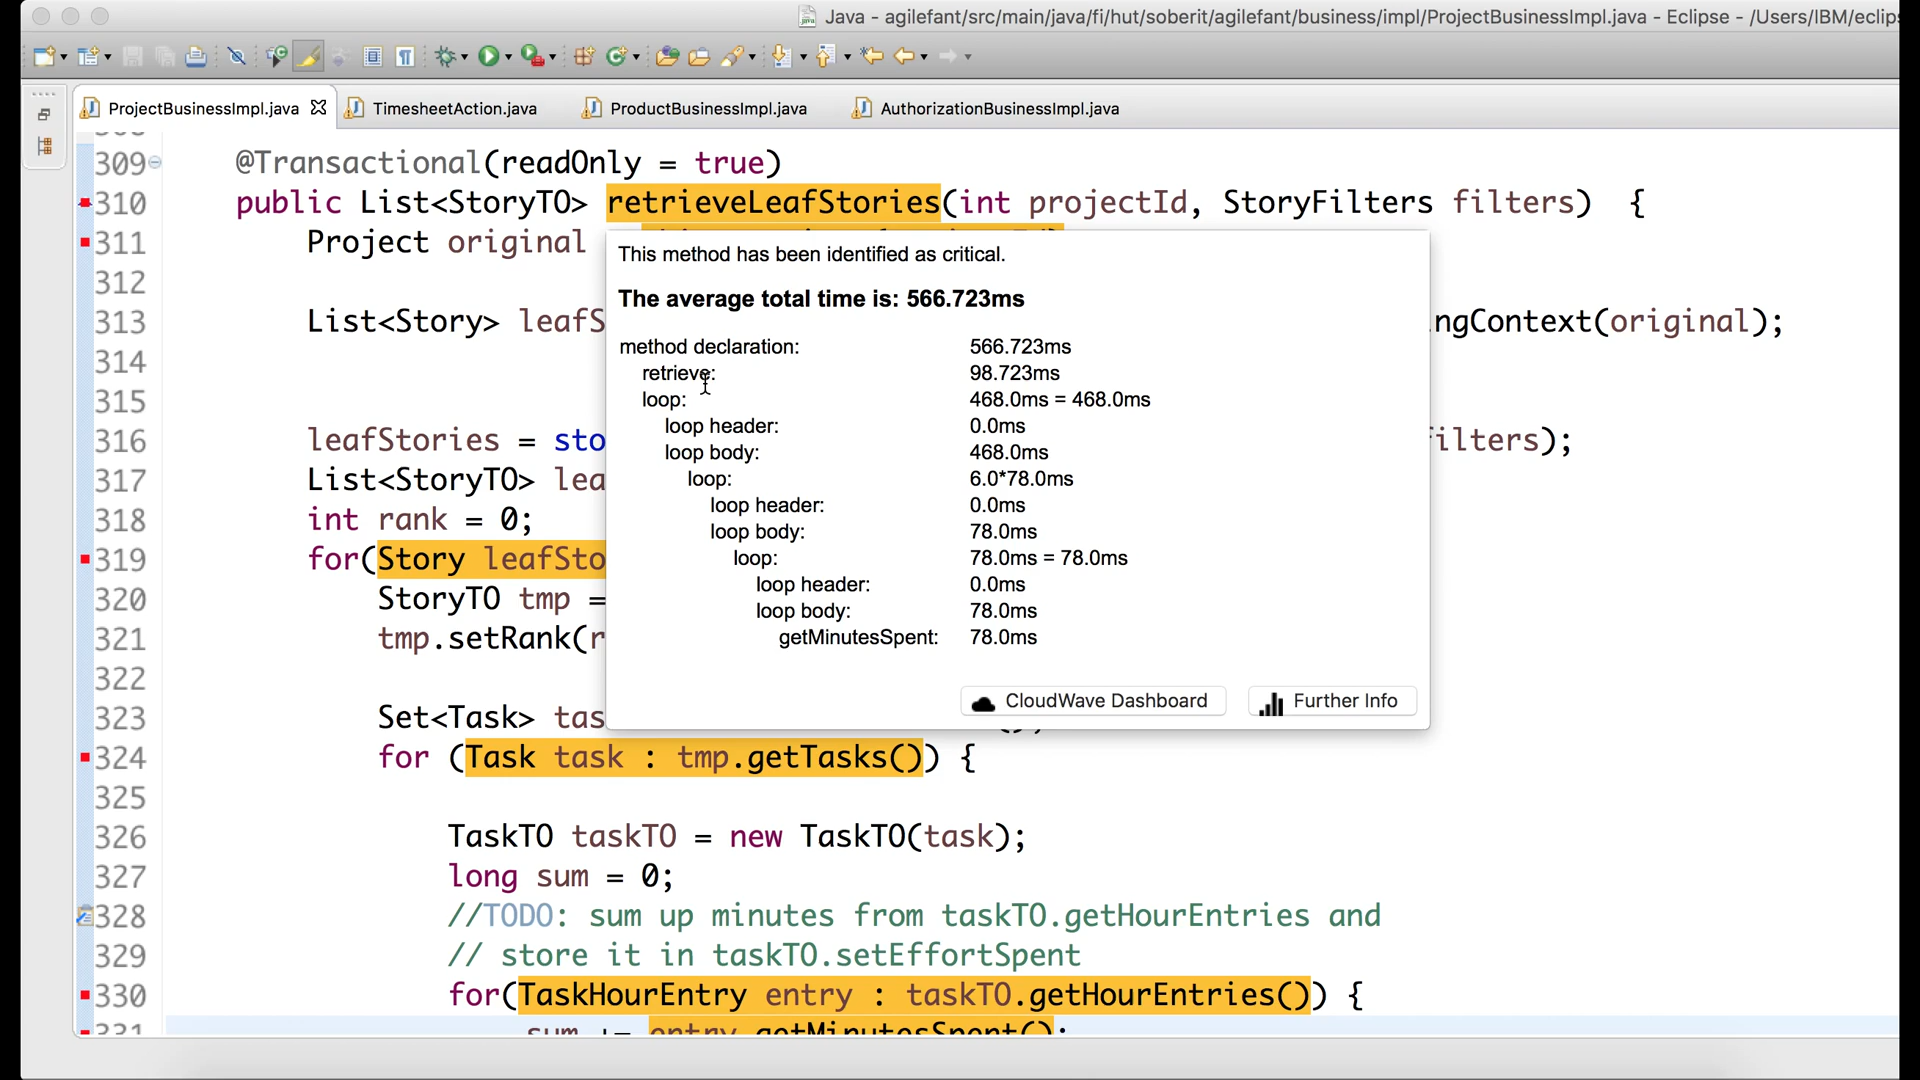 Java - agilefant/src/main/java/fi/hut/soberit/agilefant/business/impl/ProjectBusinessImpl.java - Eclipse - /Users/IBM/eclips
ProjectBusinessImpl.java TimesheetAction.java ProductBusinessImpl.java AuthorizationBusinessImpl.java
309 @Transactional(readOnly = true)
310 public List<StoryTO> retrieveLeafStories(int projectId, StoryFilters filters) {
311 Project original
This method has been identified as critical.
312
The average total time is: 566.723ms
313 List<Story> leafS ngContext(original);
method declaration: 566.723ms
314
retrieve: 98.723ms
315
loop: 468.0ms = 468.0ms
loop header: 0.0ms
316 leafStories = sto filters);
loop body: 468.0ms
317 List<StoryTO> lea
loop: 6.0*78.0ms
loop header: 0.0ms
318 int rank = 0;
loop body: 78.0ms
319 for(Story leafSto
loop: 78.0ms = 78.0ms
loop header: 0.0ms
320 StoryTO tmp =
loop body: 78.0ms
321 tmp.setRank(r
getMinutesSpent: 78.0ms
322
CloudWave Dashboard Further Info
323 Set<Task> tas
324 for (Task task : tmp.getTasks()) {
325
326 TaskTO taskTO = new TaskTO(task);
327 long sum = 0;
328 //TODO: sum up minutes from taskTO.getHourEntries and
329 // store it in taskTO.setEffortSpent
330 for(TaskHourEntry entry : taskTO.getHourEntries()) {
331 sum += entry.getMinutesSpent();